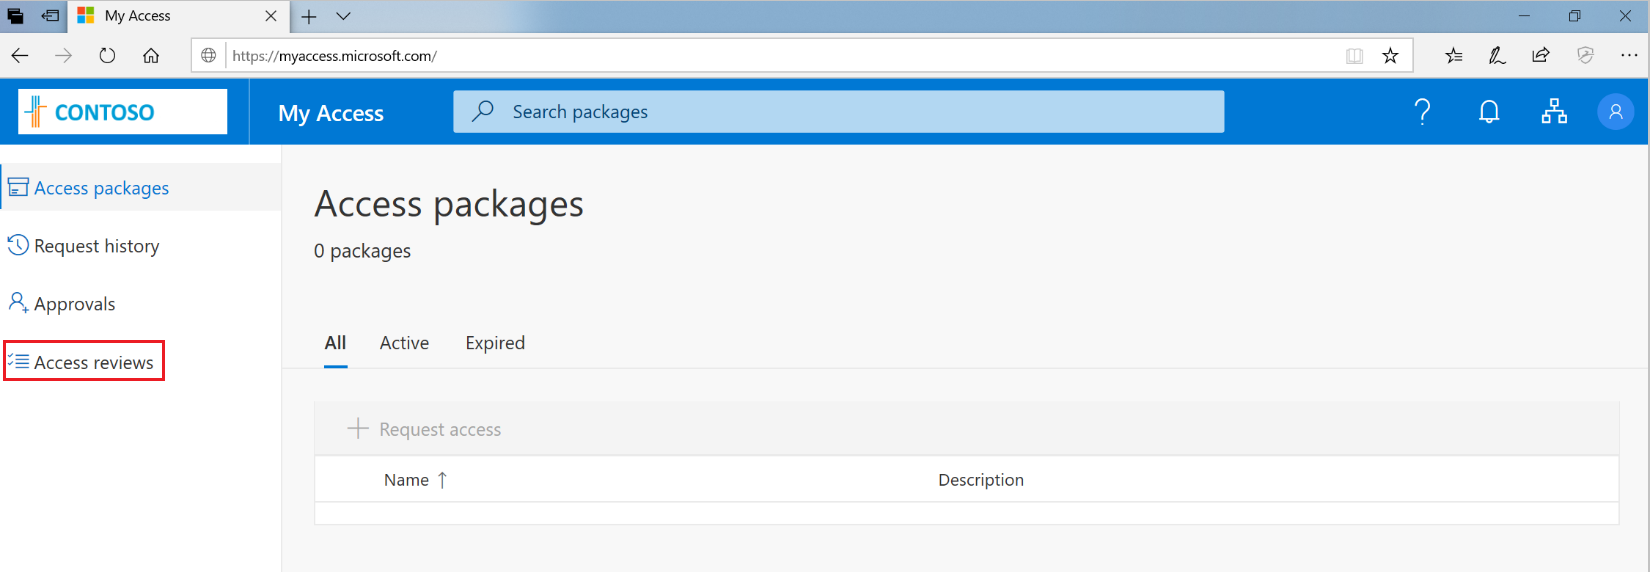 My Access
https://myaccess.microsoft.com/
CONTOSO
My Access
Search packages
Access packages
Request history
Approvals
Access reviews
Access packages
0 packages
All Active Expired
Request access
Name ↑ Description